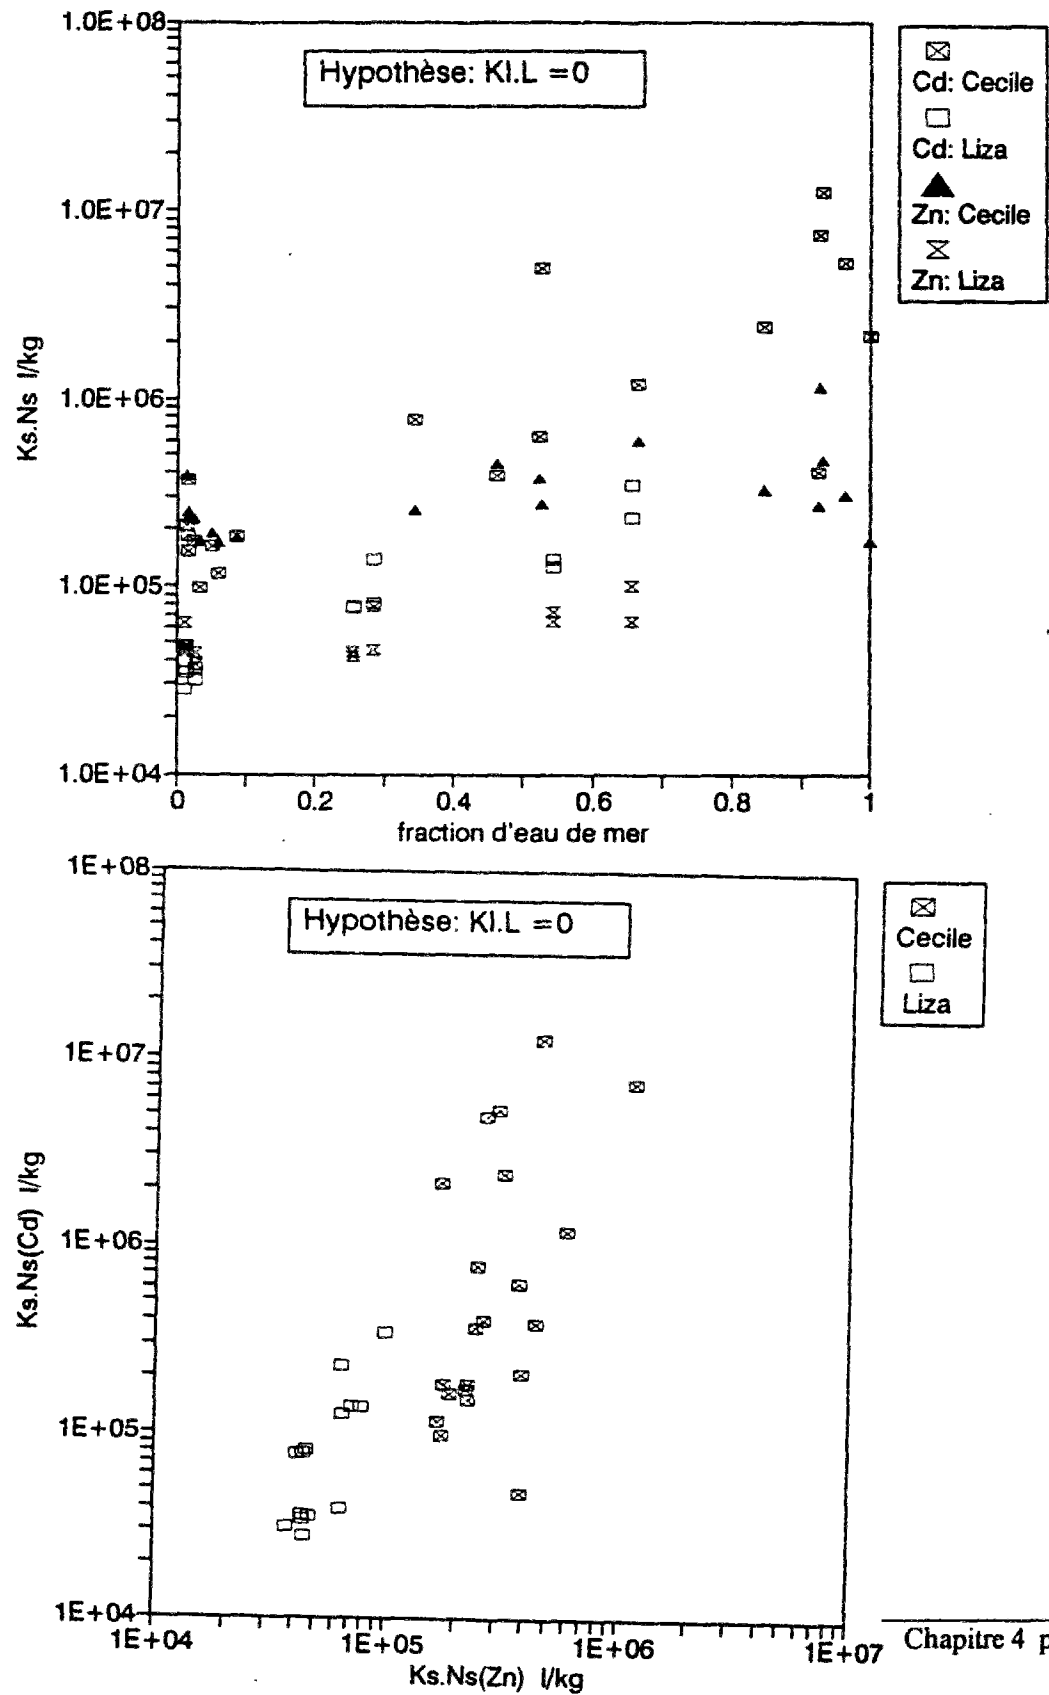 1.0E+08
Hypothèse: Kl.L =0
Cd: Cecile
Cd: Liza
Zn: Cecile
Zn: Liza
1.0E+07
Ks.Ns l/kg
1.0E+06
1.0E+05
1.0E+04
0 0.2 0.4 0.6 0.8 1
fraction d'eau de mer
1E+08
Hypothèse: Kl.L =0
Cecile
Liza
1E+07
Ks.Ns(Cd) l/kg
1E+06
1E+05
1E+04
1E+04 1E+05 1E+06 1E+07
Ks.Ns(Zn) l/kg
Chapitre 4 p